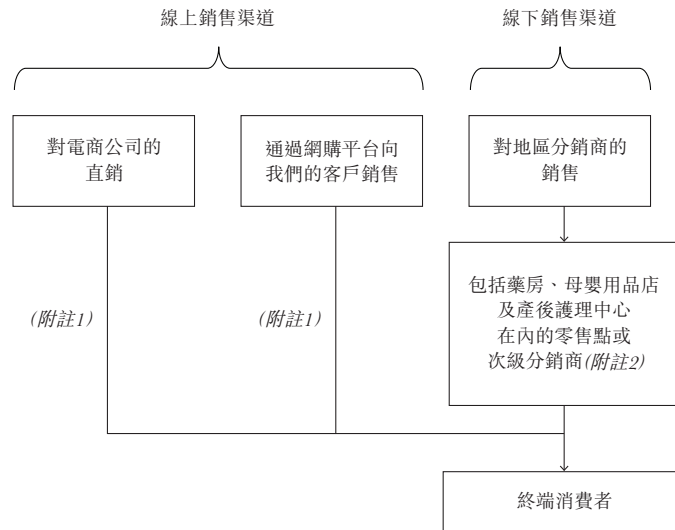 線上銷售渠道
線下銷售渠道
對電商公司的
直銷
通過網購平台向
我們的客戶銷售
對地區分銷商的
銷售
(附註1)
(附註1)
包括藥房、母嬰用品店
及產後護理中心
在內的零售點或
次級分銷商(附註2)
終端消費者